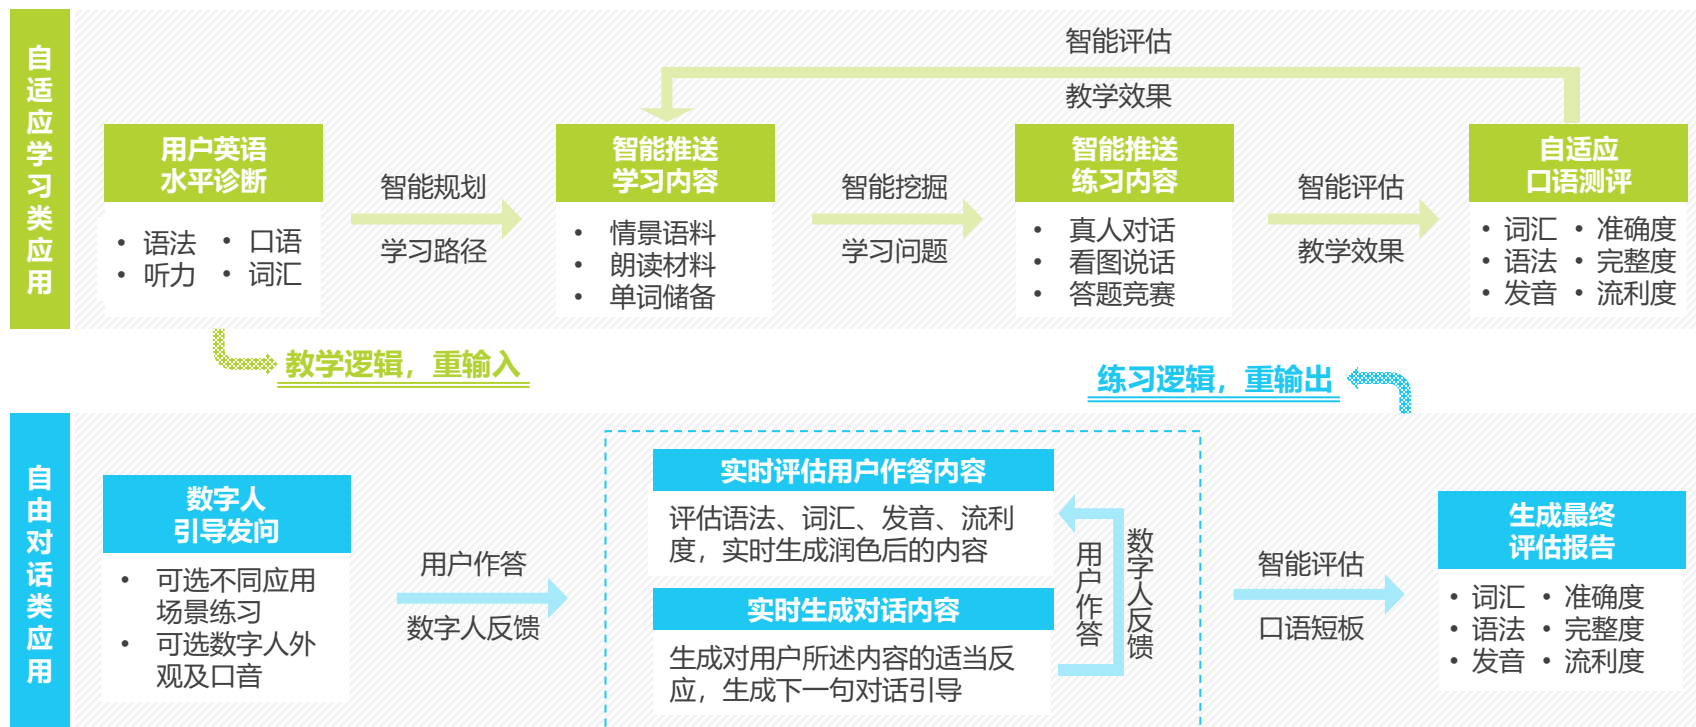 自适应学习类应用
智能评估
教学效果
用户英语
水平诊断
• 语法 • 口语
• 听力 • 词汇
智能规划
学习路径
智能推送
学习内容
• 情景语料
• 朗读材料
• 单词储备
智能挖掘
学习问题
智能推送
练习内容
• 真人对话
• 看图说话
• 答题竞赛
智能评估
教学效果
自适应
口语测评
• 词汇 • 准确度
• 语法 • 完整度
• 发音 • 流利度
教学逻辑，重输入
练习逻辑，重输出
自由对话类应用
数字人
引导发问
• 可选不同应用
场景练习
• 可选数字人外
观及口音
用户作答
数字人反馈
实时评估用户作答内容
评估语法、词汇、发音、流利
度，实时生成润色后的内容
实时生成对话内容
生成对用户所述内容的适当反
应，生成下一句对话引导
用户作答
数字人反馈
智能评估
口语短板
生成最终
评估报告
• 词汇 • 准确度
• 语法 • 完整度
• 发音 • 流利度